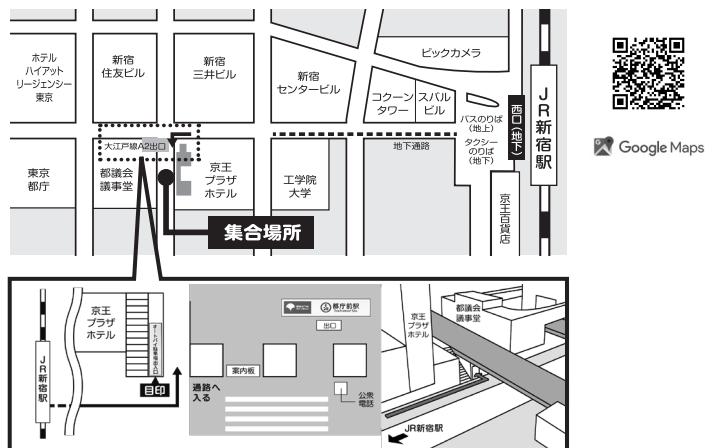 ホテル
ハイアット
リージェンシー
東京
新宿
住友ビル
新宿
三井ビル
新宿
センタービル
ビックカメラ
コクーン
タワー
スバル
ビル
バスのりば
（地上）
タクシー
のりば
（地下）
西口（地下）
JR新宿駅
Google Maps
大江戸線A2出口
地下通路
東京
都庁
都議会
議事堂
京王
プラザ
ホテル
工学院
大学
京王百貨店
集合場所
JR新宿駅
京王
プラザ
ホテル
目印
都庁前駅
出口
案内板
通路へ
入る
公衆
電話
京王
プラザ
ホテル
都議会
議事堂
JR新宿駅